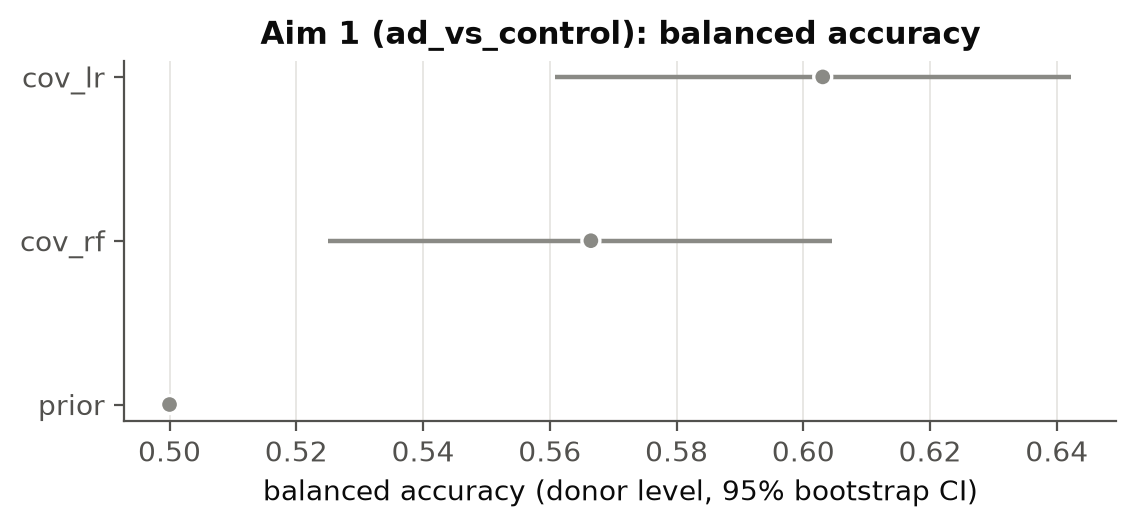 Aim 1 (ad_vs_control): balanced accuracy
cov_lr
cov_rf
prior
0.50 0.52 0.54 0.56 0.58 0.60 0.62 0.64
balanced accuracy (donor level, 95% bootstrap CI)